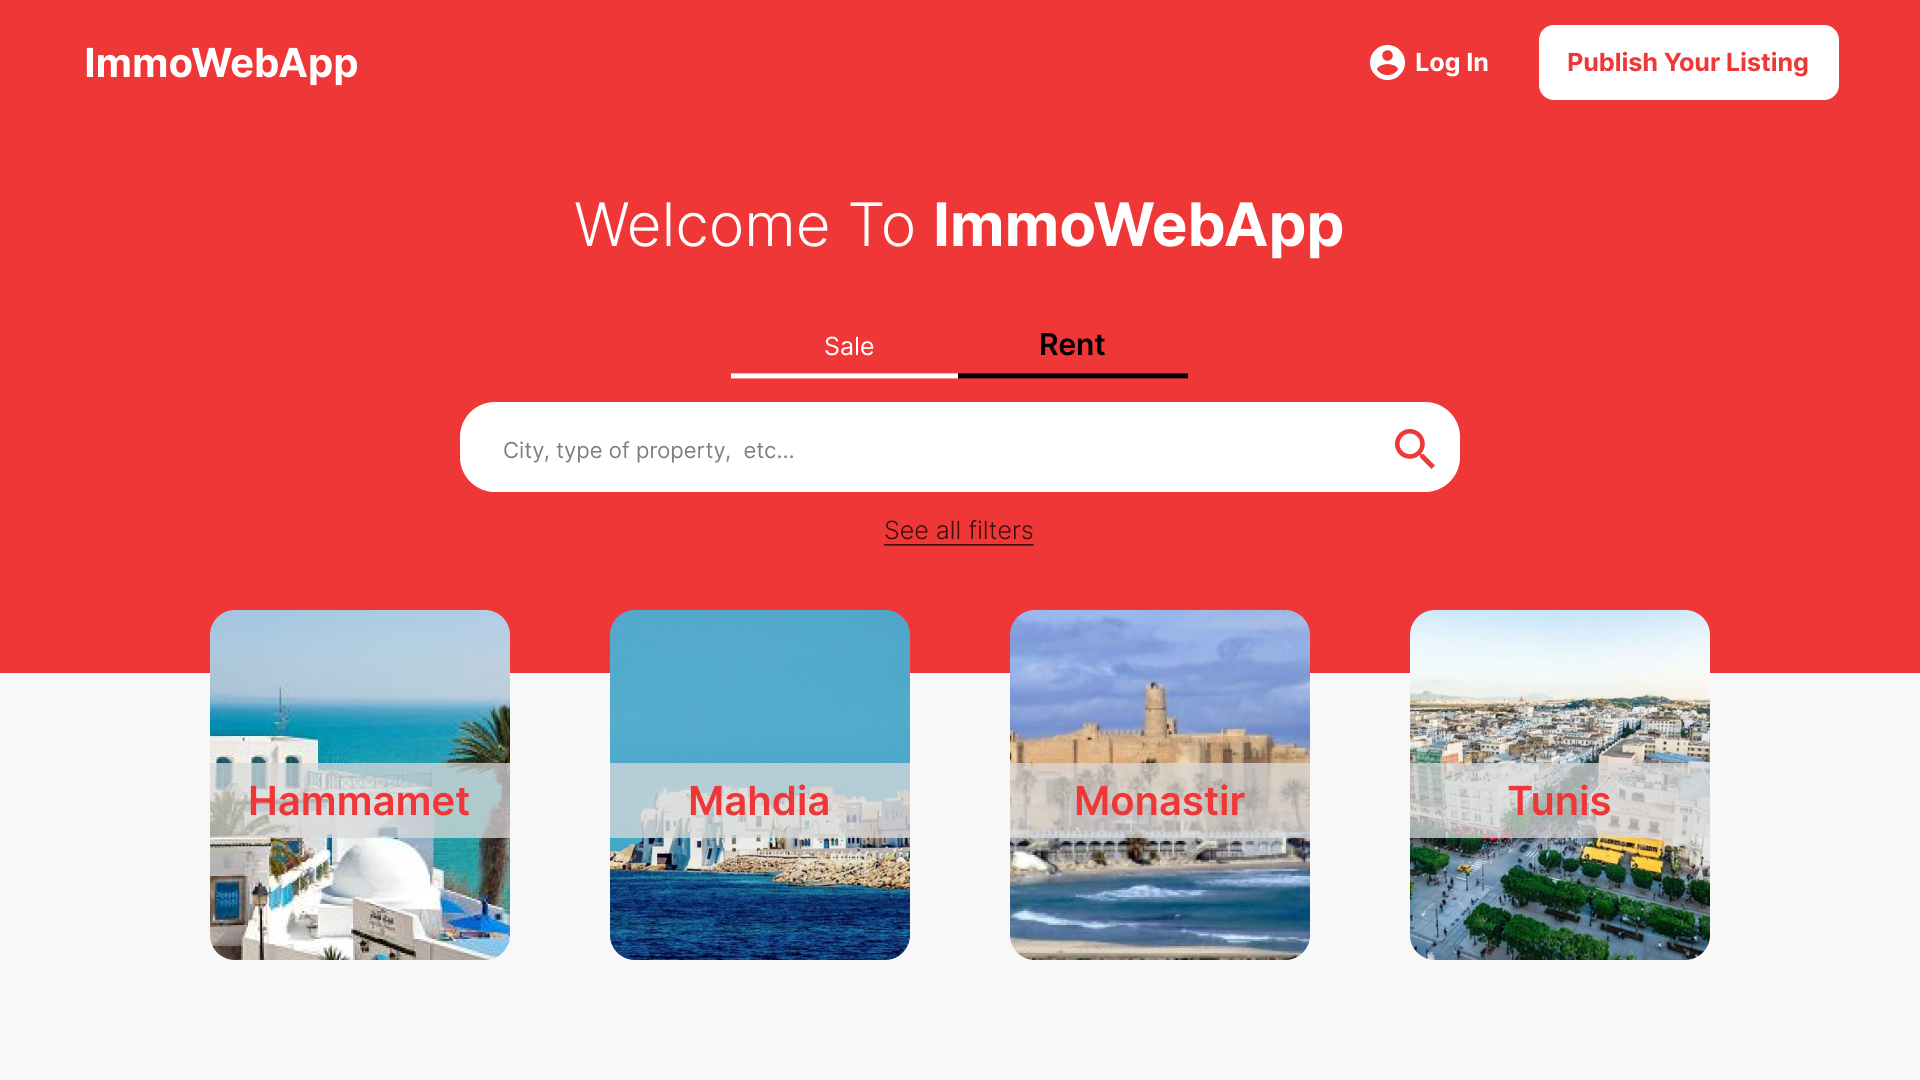 ImmoWebApp
Log In
Publish Your Listing
Welcome To ImmoWebApp
Sale
Rent
City, type of property,  etc...
See all filters
Hammamet
Mahdia
Monastir
Tunis